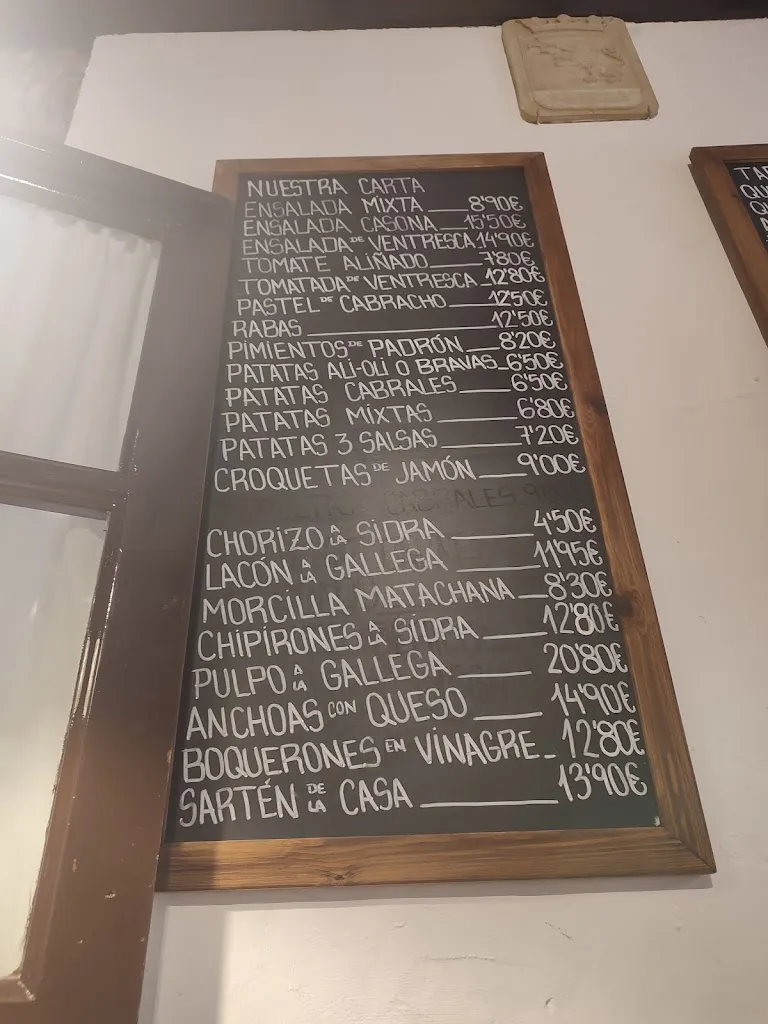 NUESTRA CARTA
ENSALADA MIXTA 8'90€
ENSALADA CASONA 15'50€
ENSALADA DE VENTRESCA 14'90€
TOMATE ALIÑADO 7'80€
TOMATADA DE VENTRESCA 12'80€
PASTEL DE CABRACHO 12'50€
RABAS 12'50€
PIMIENTOS DE PADRÓN 8'20€
PATATAS ALI-OLI O BRAVAS 6'50€
PATATAS CABRALES 6'50€
PATATAS MIXTAS 6'80€
PATATAS 3 SALSAS 7'20€
CROQUETAS DE JAMÓN 9'00€
CABRALES
CHORIZO A LA SIDRA 4'50€
LACÓN A LA GALLEGA 11'95€
MORCILLA MATACHANA 8'30€
CHIPIRONES A LA SIDRA 12'80€
PULPO A LA GALLEGA 20'80€
ANCHOAS CON QUESO 14'90€
BOQUERONES EN VINAGRE 12'80€
SARTÉN DE LA CASA 13'90€